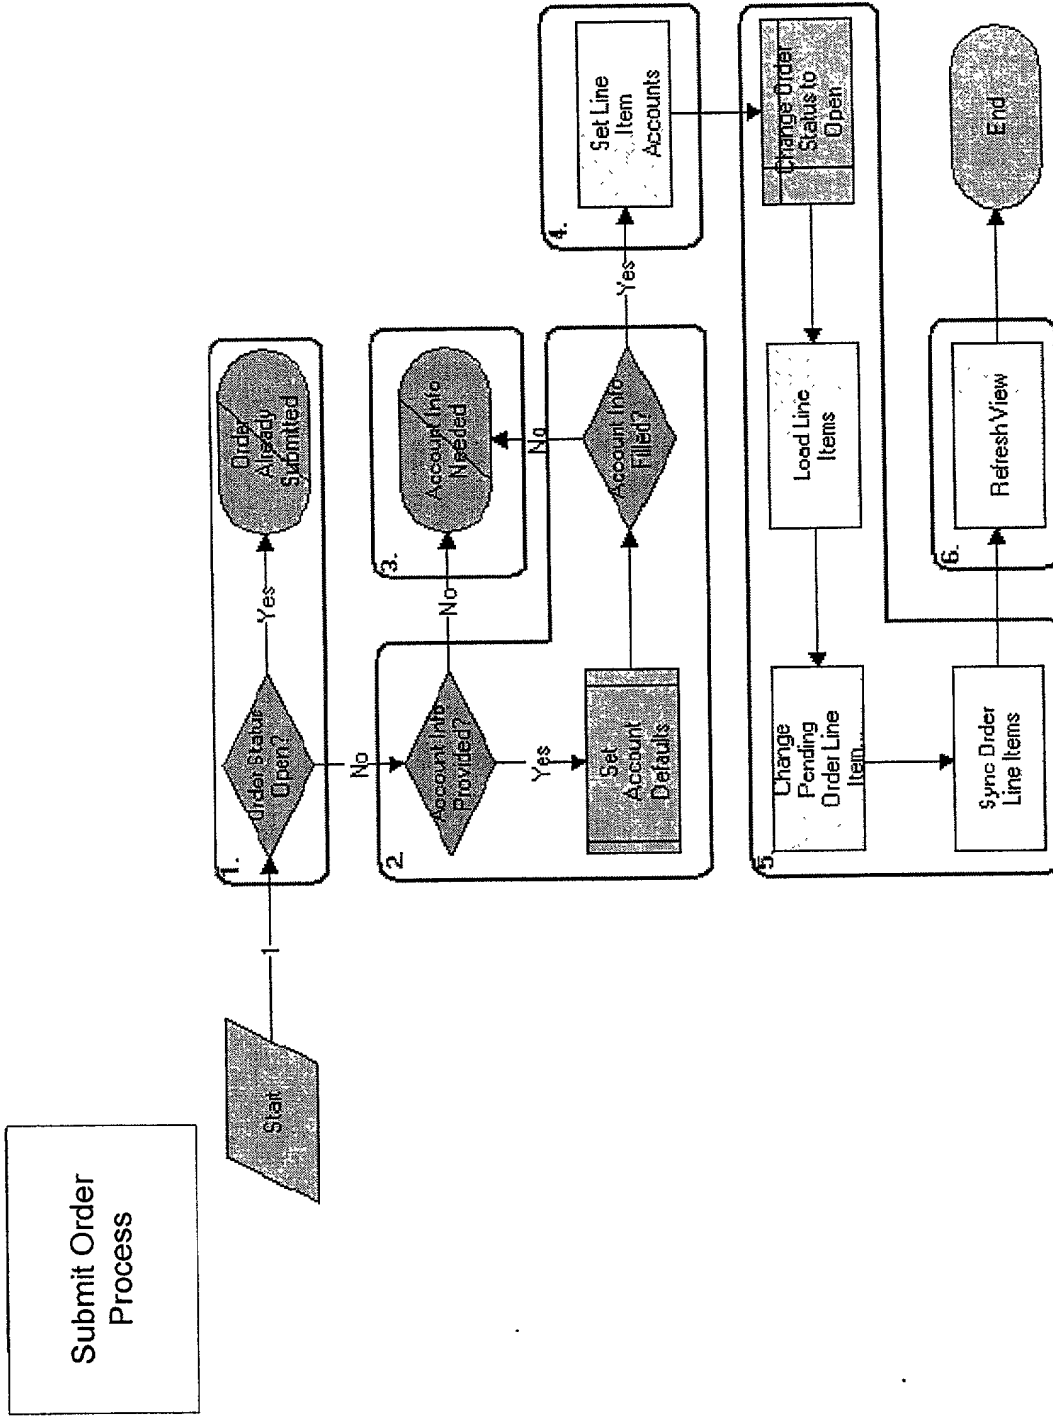 Submit Order
Process
Start
1
1.
Order Status
Open?
Yes
Order
Already
Submitted
No
2.
Account Info
Provided?
No
3.
Account Info
Needed
Yes
Set
Account
Defaults
Account Info
Filled?
No
Yes
4.
Set Line
Item
Accounts
5.
Change Order
Status to
Open
Load Line
Items
Change
Pending
Order Line
Item...
Sync Order
Line Items
6.
Refresh View
End